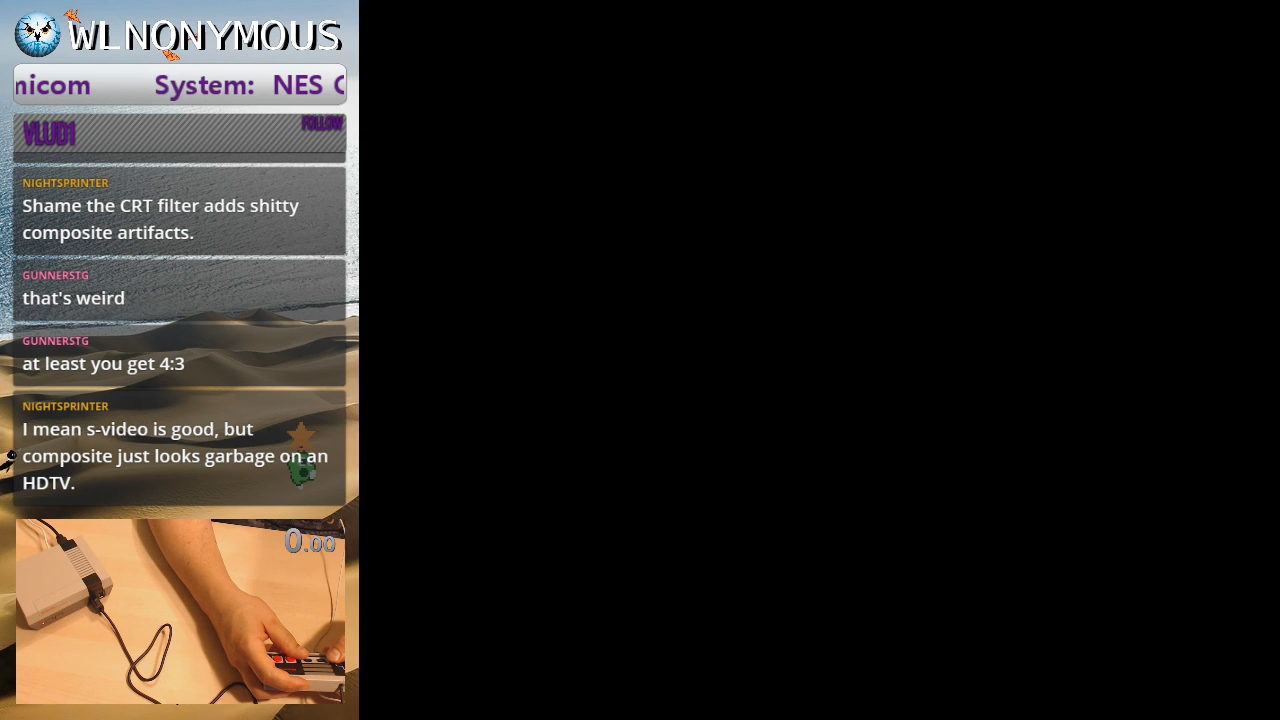 WLNONYMOUS
nicom System: NES C
VLUD1
FOLLOW
NIGHTSPRINTER
Shame the CRT filter adds shitty
composite artifacts.
GUNNERSTG
that's weird
GUNNERSTG
at least you get 4:3
NIGHTSPRINTER
I mean s-video is good, but
composite just looks garbage on an
HDTV.
0.00